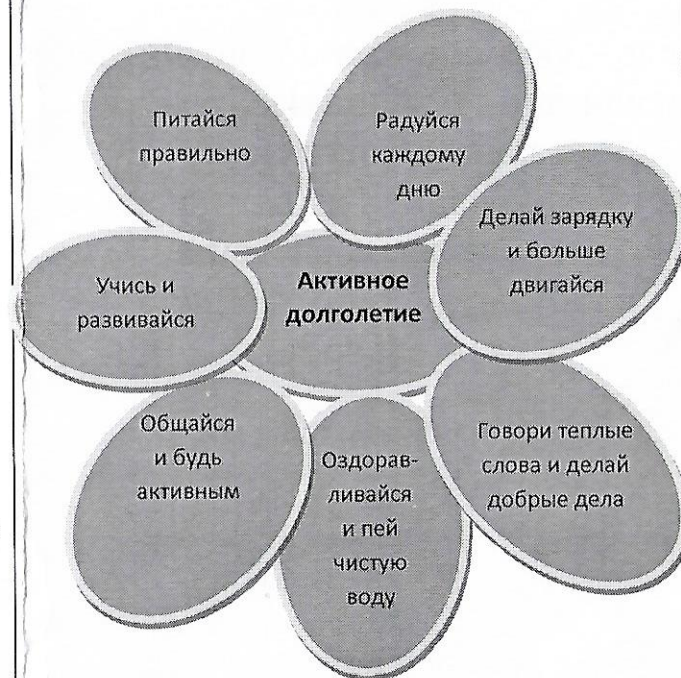 Питайся
правильно
Радуйся
каждому
дню
Делай зарядку
и больше
двигайся
Учись и
развивайся
Активное
долголетие
Общайся
и будь
активным
Оздорав-
ливайся
и пей
чистую
воду
Говори теплые
слова и делай
добрые дела